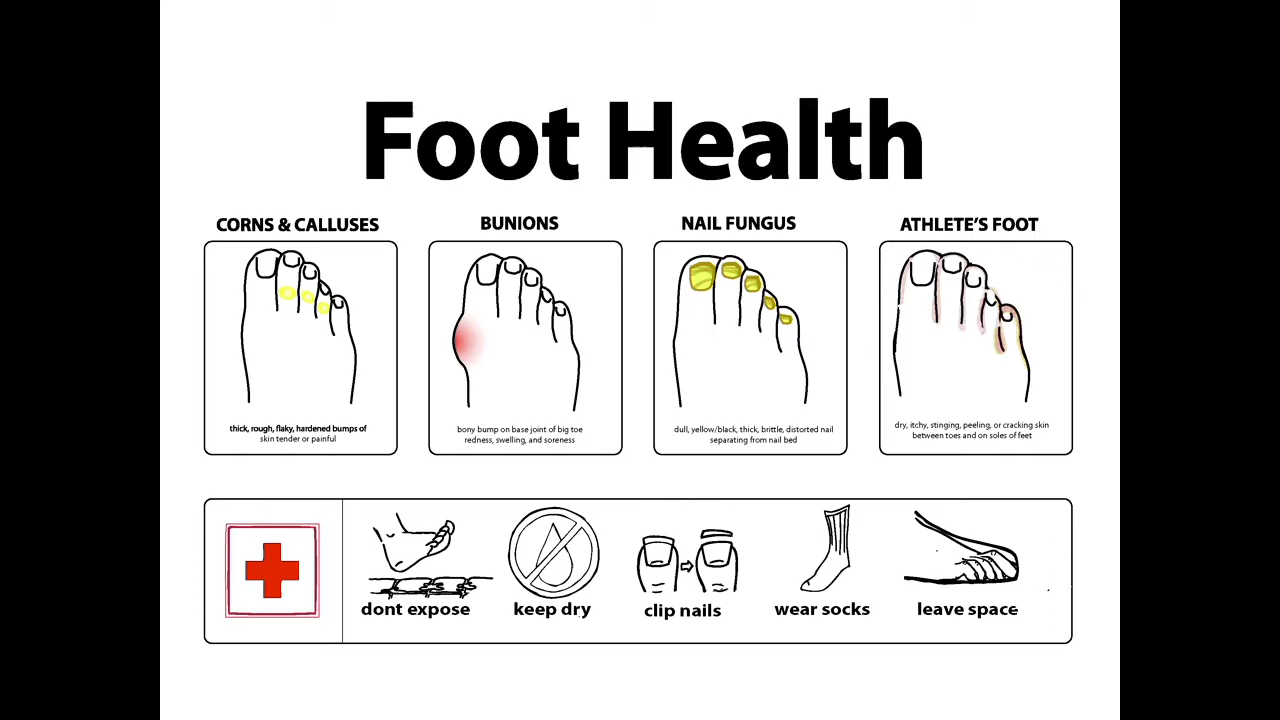 Foot Health
CORNS & CALLUSES
BUNIONS
NAIL FUNGUS
ATHLETE'S FOOT
thick, rough, flaky, hardened bumps of
skin tender or painful
bony bump on base joint of big toe
redness, swelling, and soreness
dull, yellow/black, thick, brittle, distorted nail
separating from nail bed
dry, itchy, stinging, peeling, or cracking skin
between toes and on soles of feet
dont expose
keep dry
clip nails
wear socks
leave space